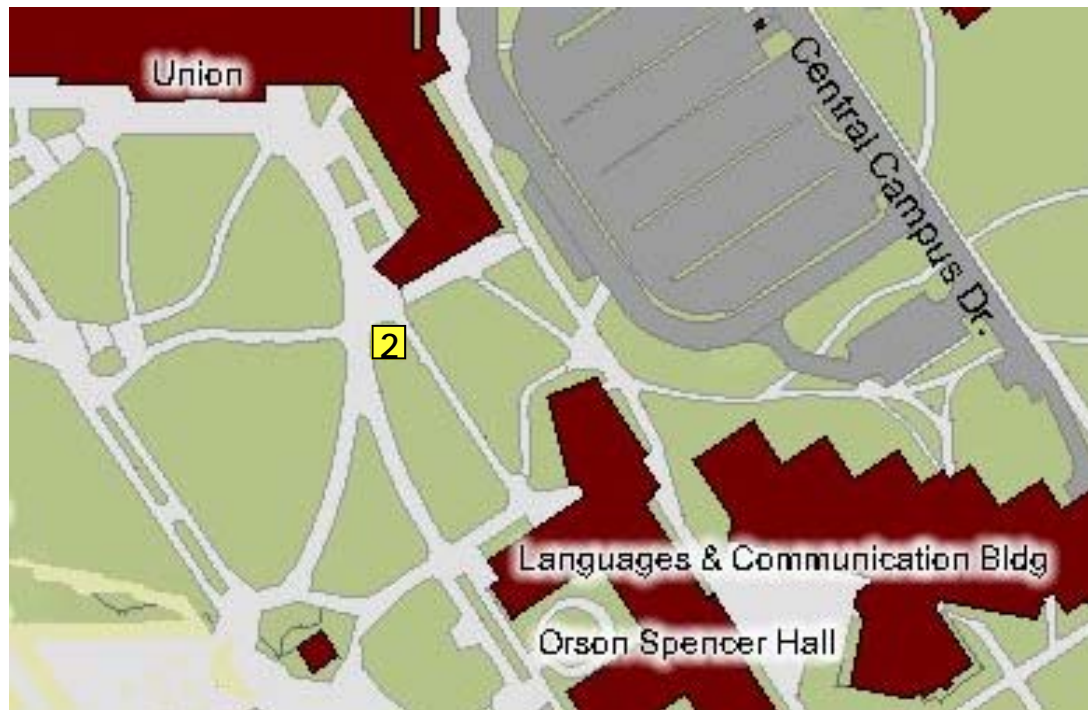 Union
Central Campus Dr.
2
Languages & Communication Bldg
Orson Spencer Hall